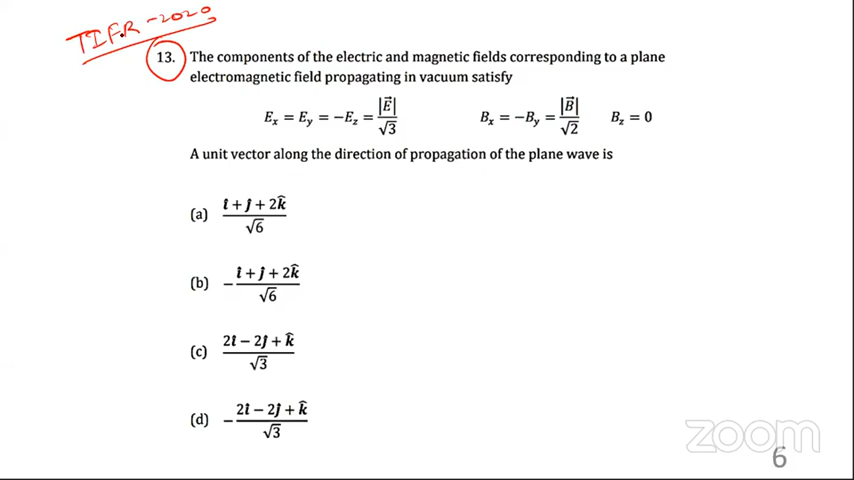 TIFR-2020
13. The components of the electric and magnetic fields corresponding to a plane
electromagnetic field propagating in vacuum satisfy
E_x = E_y = −E_z = |E⃗|/√3  B_x = −B_y = |B⃗|/√2  B_z = 0
A unit vector along the direction of propagation of the plane wave is
(a) (î + ĵ + 2k̂)/√6
(b) −(î + ĵ + 2k̂)/√6
(c) (2î − 2ĵ + k̂)/√3
(d) −(2î − 2ĵ + k̂)/√3
zoom
6